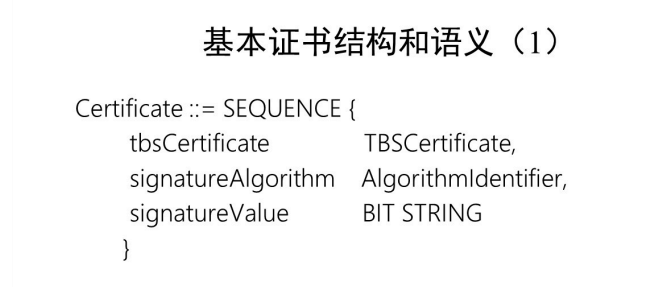 基本证书结构和语义（1）
Certificate ::= SEQUENCE {
tbsCertificate TBSCertificate,
signatureAlgorithm AlgorithmIdentifier,
signatureValue BIT STRING
}